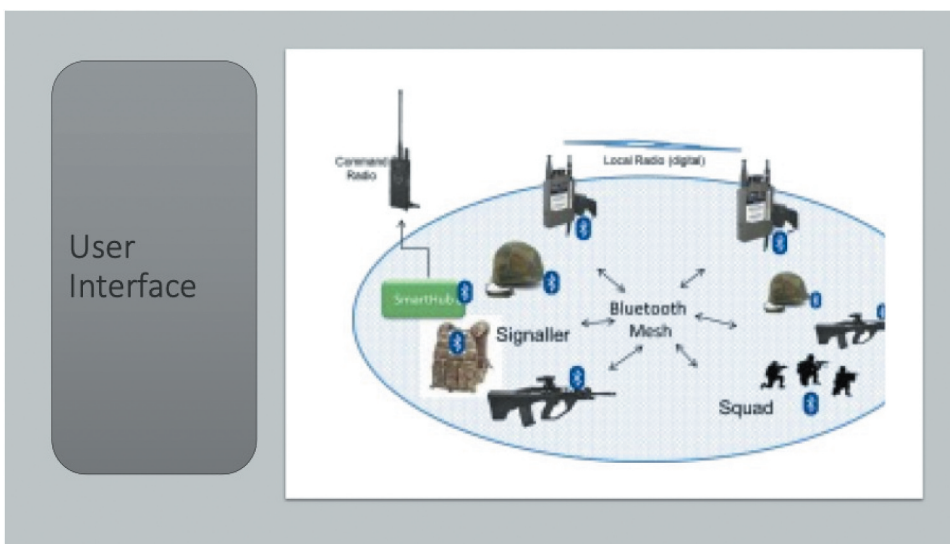 User
Interface
Command
Radio
Local Radio (digital)
SmartHub
Signaller
Bluetooth
Mesh
Squad